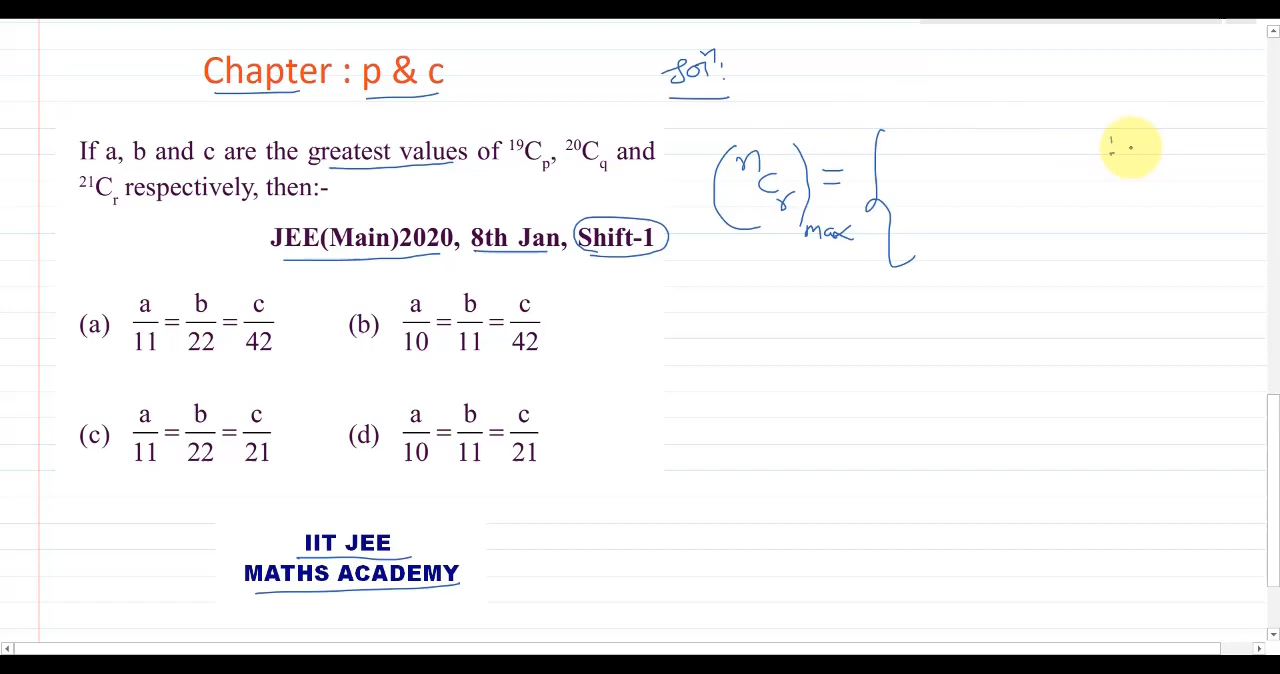 Chapter : p & c
Solⁿ:
If a, b and c are the greatest values of ¹⁹Cₚ, ²⁰C_q and
²¹Cᵣ respectively, then:-
JEE(Main)2020, 8th Jan, Shift-1
(ⁿCᵣ)max = {
(a) a/11 = b/22 = c/42 (b) a/10 = b/11 = c/42
(c) a/11 = b/22 = c/21 (d) a/10 = b/11 = c/21
IIT JEE
MATHS ACADEMY